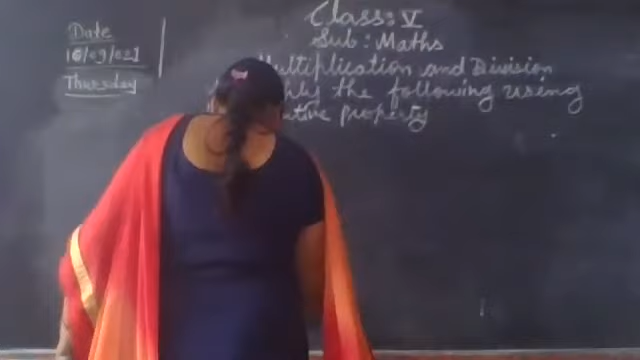 Date
16/09/021
Thursday
Class: V
Sub: Maths
Multiplication and Division
the following using
property